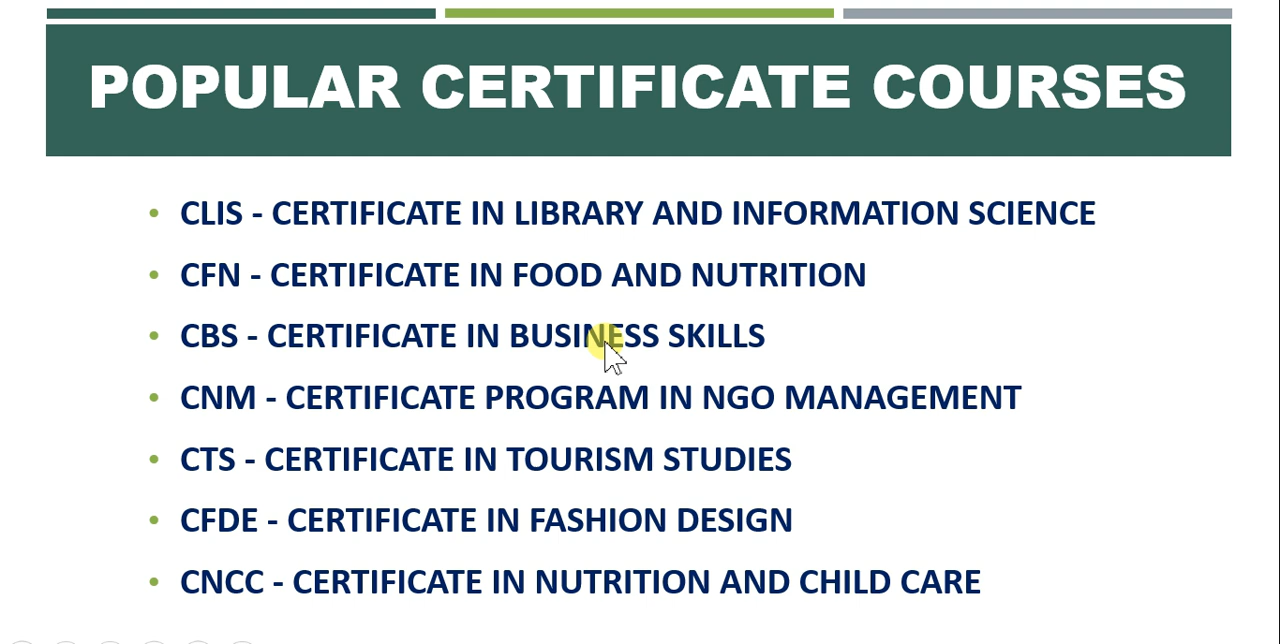 POPULAR CERTIFICATE COURSES
• CLIS - CERTIFICATE IN LIBRARY AND INFORMATION SCIENCE
• CFN - CERTIFICATE IN FOOD AND NUTRITION
• CBS - CERTIFICATE IN BUSINESS SKILLS
• CNM - CERTIFICATE PROGRAM IN NGO MANAGEMENT
• CTS - CERTIFICATE IN TOURISM STUDIES
• CFDE - CERTIFICATE IN FASHION DESIGN
• CNCC - CERTIFICATE IN NUTRITION AND CHILD CARE